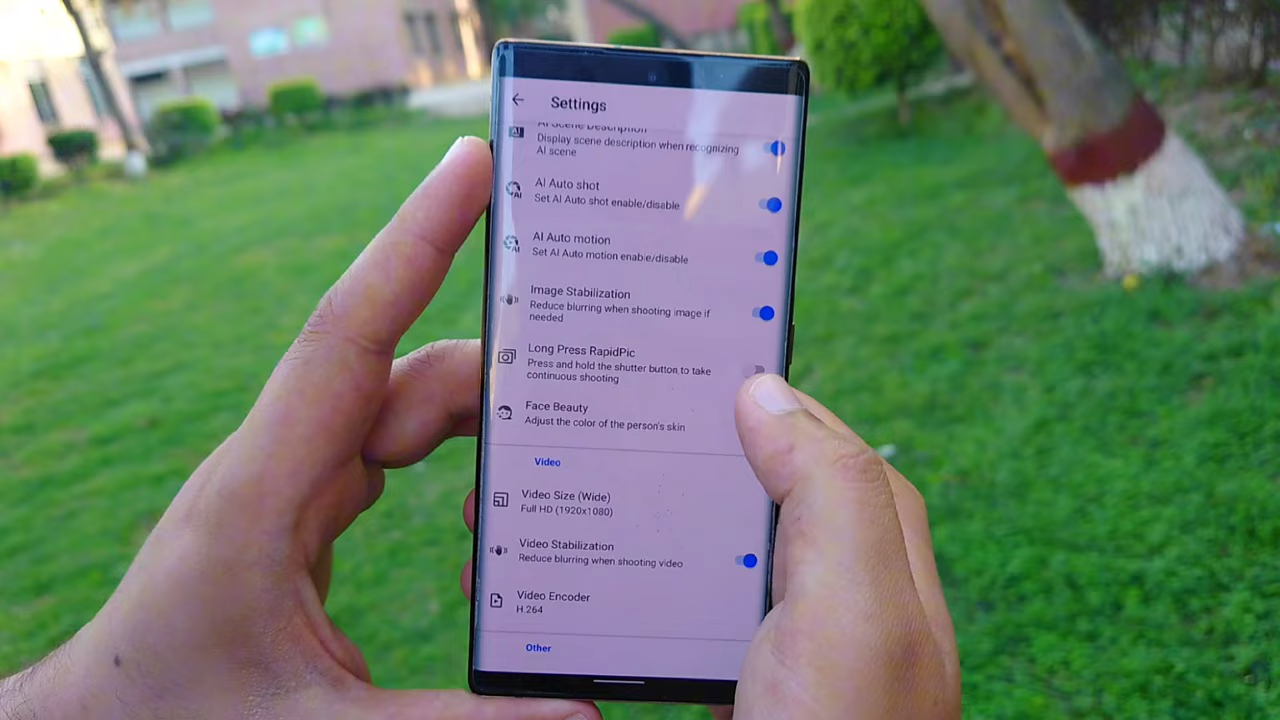 Settings
AI Scene Description
Display scene description when recognizing
AI scene
AI Auto shot
Set AI Auto shot enable/disable
AI Auto motion
Set AI Auto motion enable/disable
Image Stabilization
Reduce blurring when shooting image if
needed
Long Press RapidPic
Press and hold the shutter button to take
continuous shooting
Face Beauty
Adjust the color of the person's skin
Video
Video Size (Wide)
Full HD (1920x1080)
Video Stabilization
Reduce blurring when shooting video
Video Encoder
H.264
Other